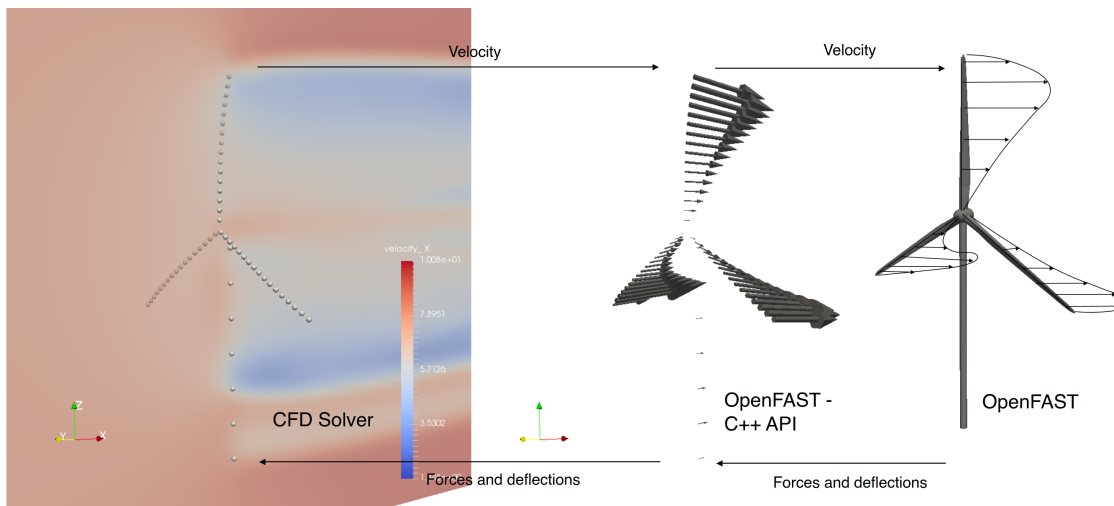 Velocity
Velocity
velocity_ X
1.008e+01
7.8951
5.7126
3.5302
CFD Solver
OpenFAST -
C++ API
OpenFAST
Z
Y
X
Forces and deflections
Forces and deflections